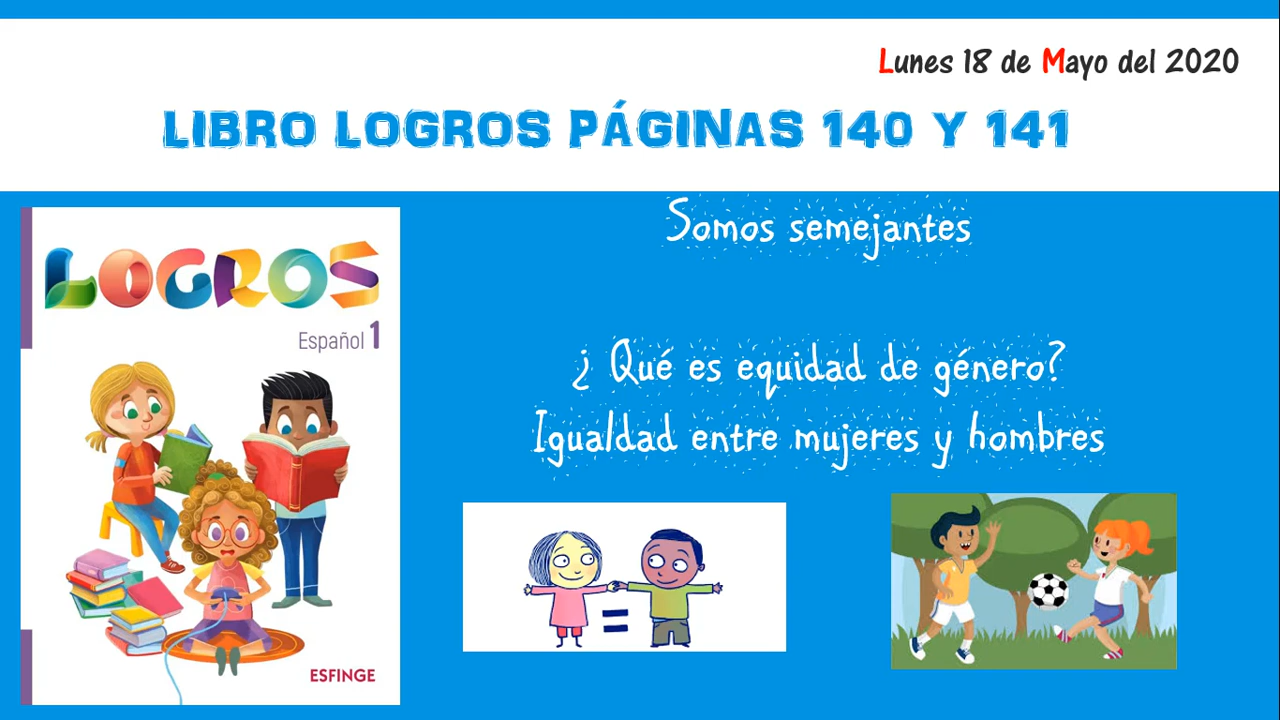 Lunes 18 de Mayo del 2020
LIBRO LOGROS PÁGINAS 140 Y 141
Somos semejantes
LOGROS
Español 1
¿ Qué es equidad de género?
Igualdad entre mujeres y hombres
=
ESFINGE